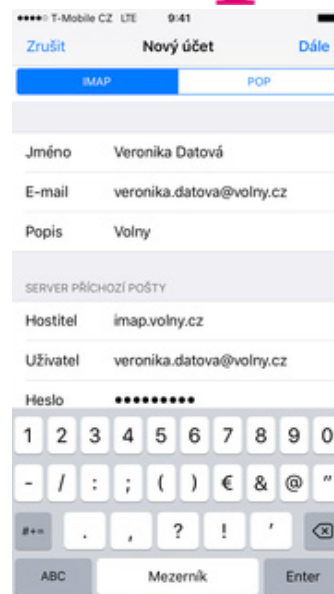 T-Mobile CZ LTE 9:41
Zrušit Nový účet Dále
IMAP POP
Jméno Veronika Datová
E-mail veronika.datova@volny.cz
Popis Volny
SERVER PŘÍCHOZÍ POŠTY
Hostitel imap.volny.cz
Uživatel veronika.datova@volny.cz
Heslo ●●●●●●●●●
1 2 3 4 5 6 7 8 9 0
- / : ; ( ) € & @ "
#+= . , ? ! '
ABC Mezerník Enter